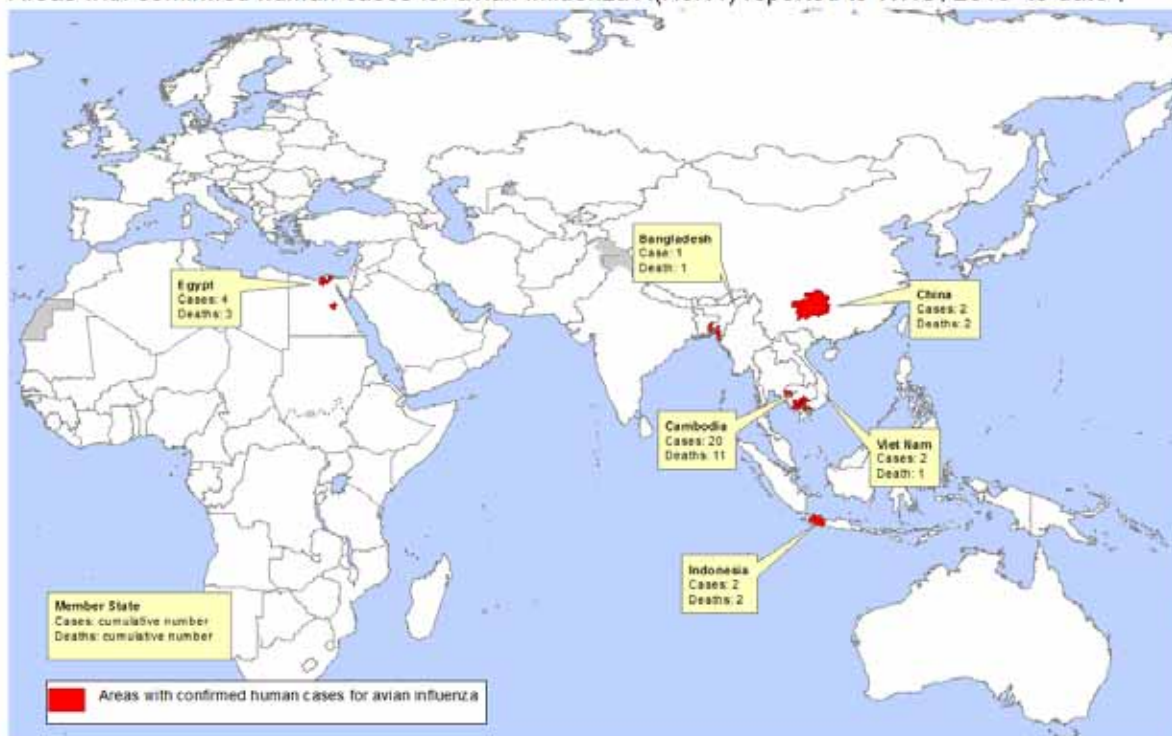 Bangladesh
Case: 1
Death: 1
Egypt
Cases: 4
Deaths: 3
China
Cases: 2
Deaths: 2
Cambodia
Cases: 20
Deaths: 11
Viet Nam
Cases: 2
Death: 1
Indonesia
Cases: 2
Deaths: 2
Member State
Cases: cumulative number
Deaths: cumulative number
Areas with confirmed human cases for avian influenza